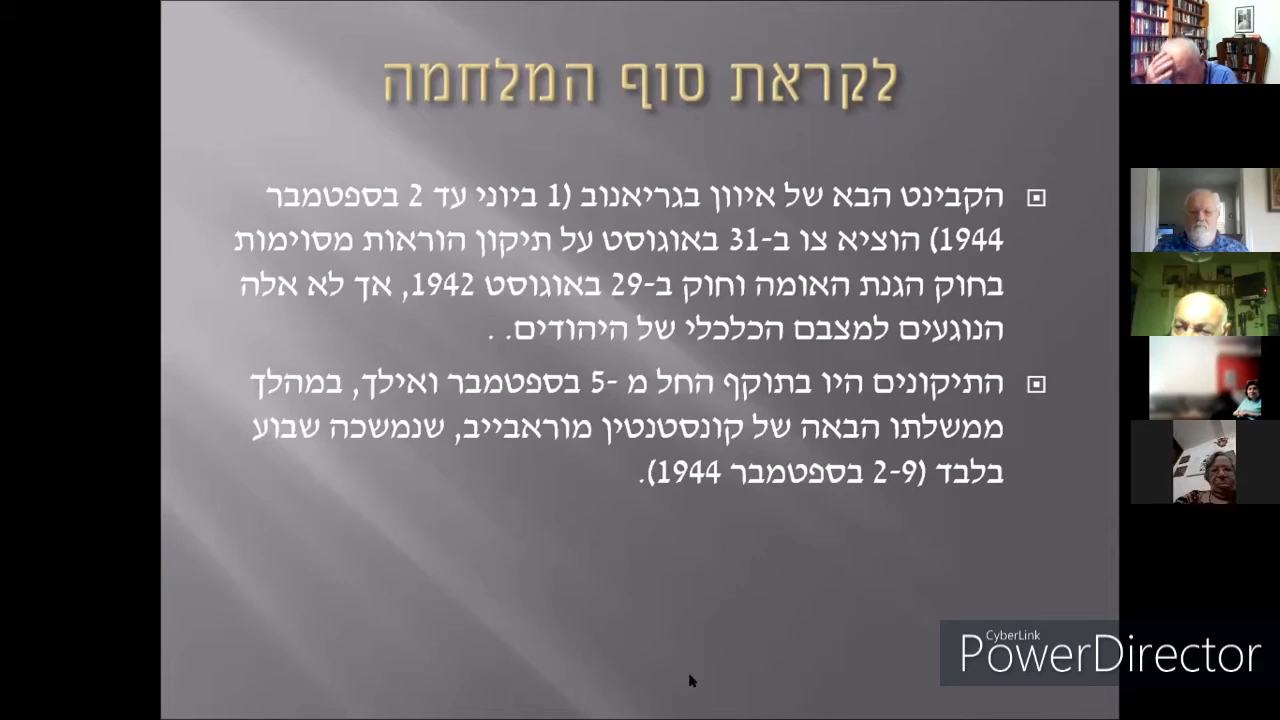 לקראת סוף המלחמה
הקבינט הבא של איוון בגריאנוב (1 ביוני עד 2 בספטמבר
1944) הוציא צו ב-31 באוגוסט על תיקון הוראות מסוימות
בחוק הגנת האומה וחוק ב-29 באוגוסט 1942, אך לא אלה
הנוגעים למצבם הכלכלי של היהודים. .
התיקונים היו בתוקף החל מ -5 בספטמבר ואילך, במהלך
ממשלתו הבאה של קונסטנטין מוראבייב, שנמשכה שבוע
בלבד (2-9 בספטמבר 1944).
CyberLink
PowerDirector